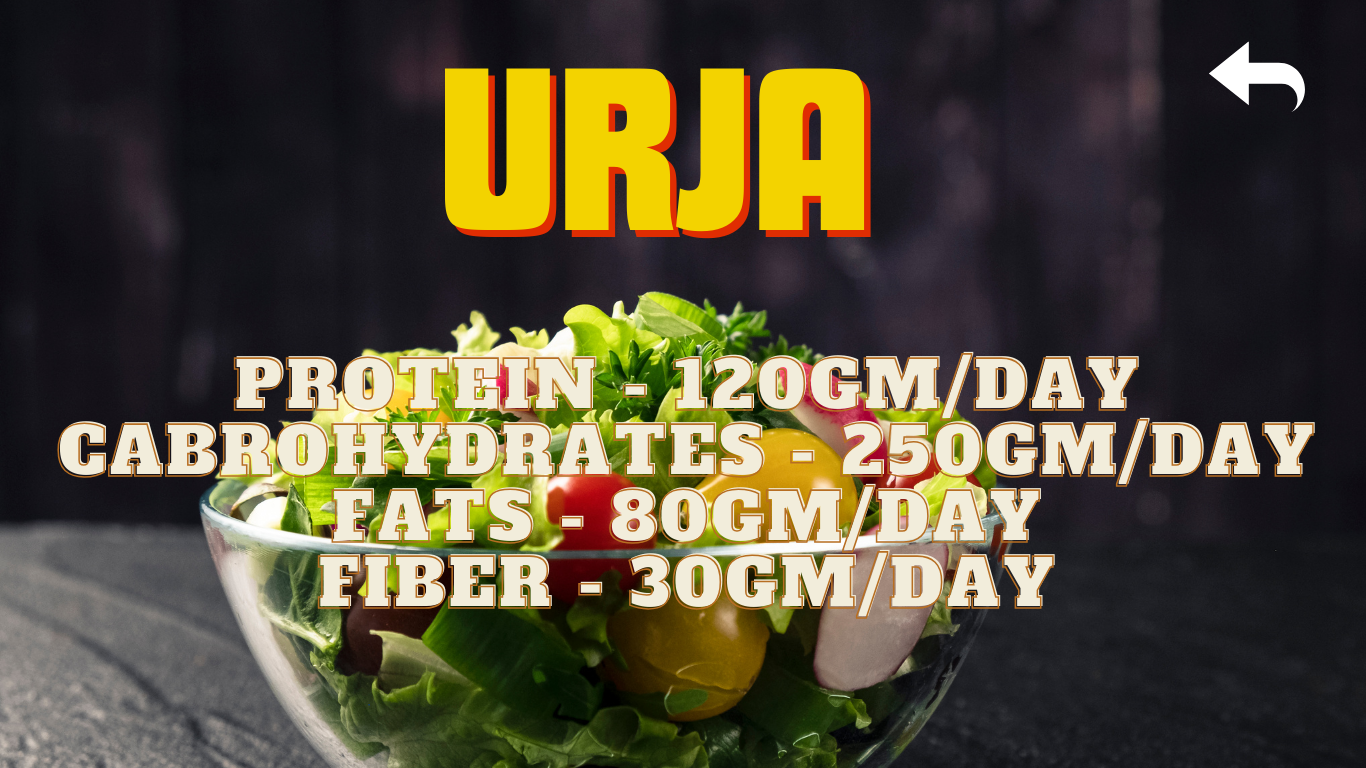 URJA
PROTEIN - 120GM/DAY
CABROHYDRATES - 250GM/DAY
FATS - 80GM/DAY
FIBER - 30GM/DAY